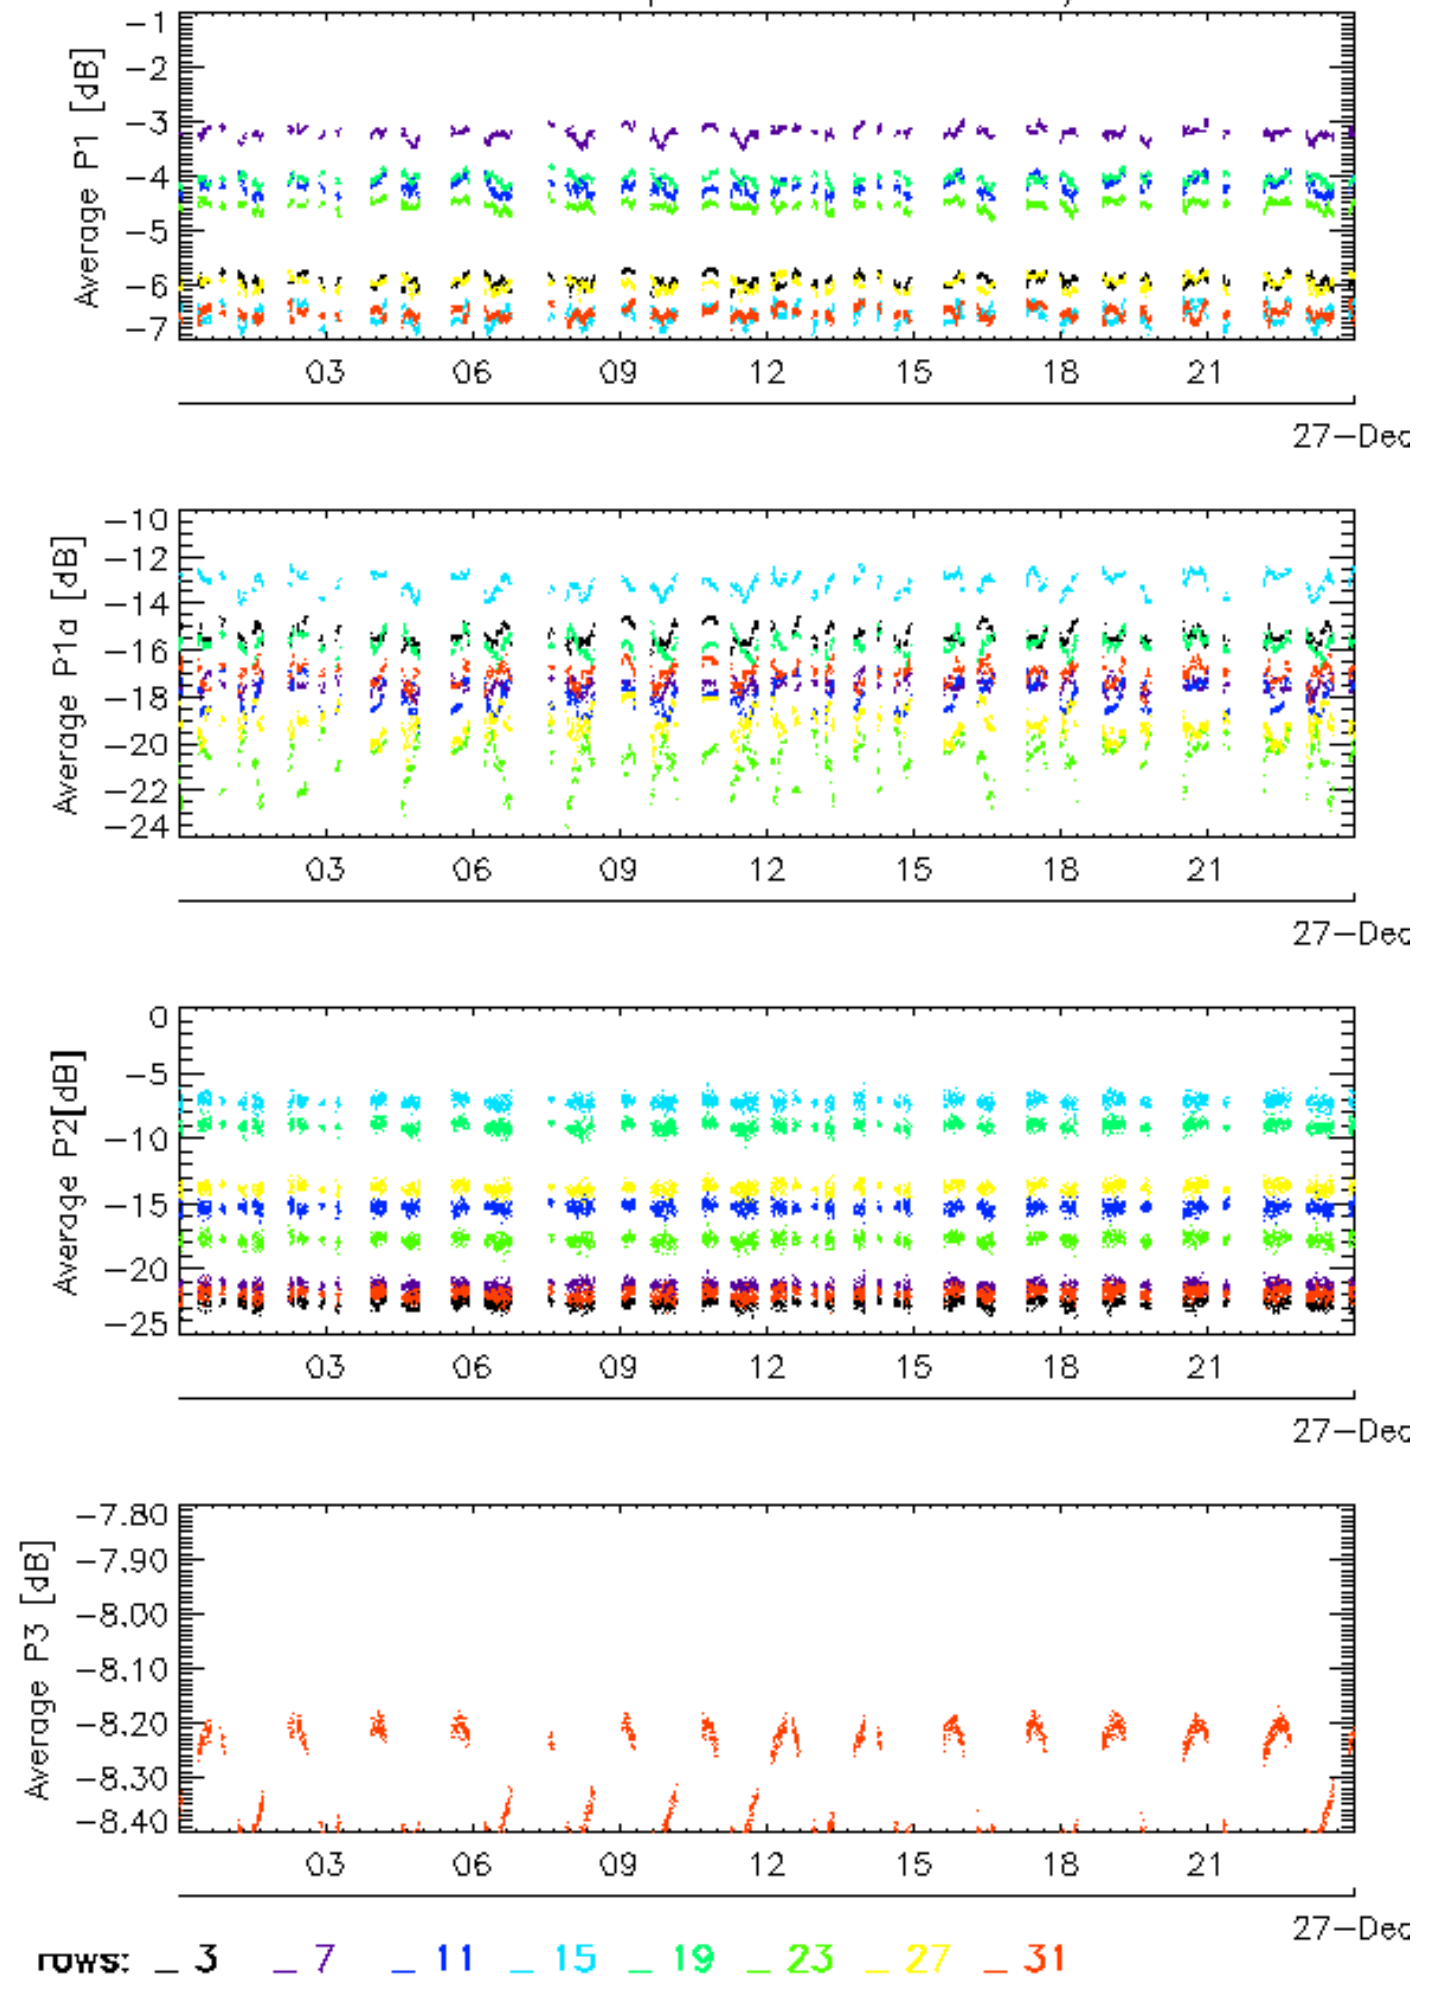 Average P1 [dB]
-1
-2
-3
-4
-5
-6
-7
03 06 09 12 15 18 21
27-Dec
Average P1a [dB]
-10
-12
-14
-16
-18
-20
-22
-24
03 06 09 12 15 18 21
27-Dec
Average P2[dB]
0
-5
-10
-15
-20
-25
03 06 09 12 15 18 21
27-Dec
Average P3 [dB]
-7.80
-7.90
-8.00
-8.10
-8.20
-8.30
-8.40
03 06 09 12 15 18 21
27-Dec
rows: _ 3 _ 7 _ 11 _ 15 _ 19 _ 23 _ 27 _ 31